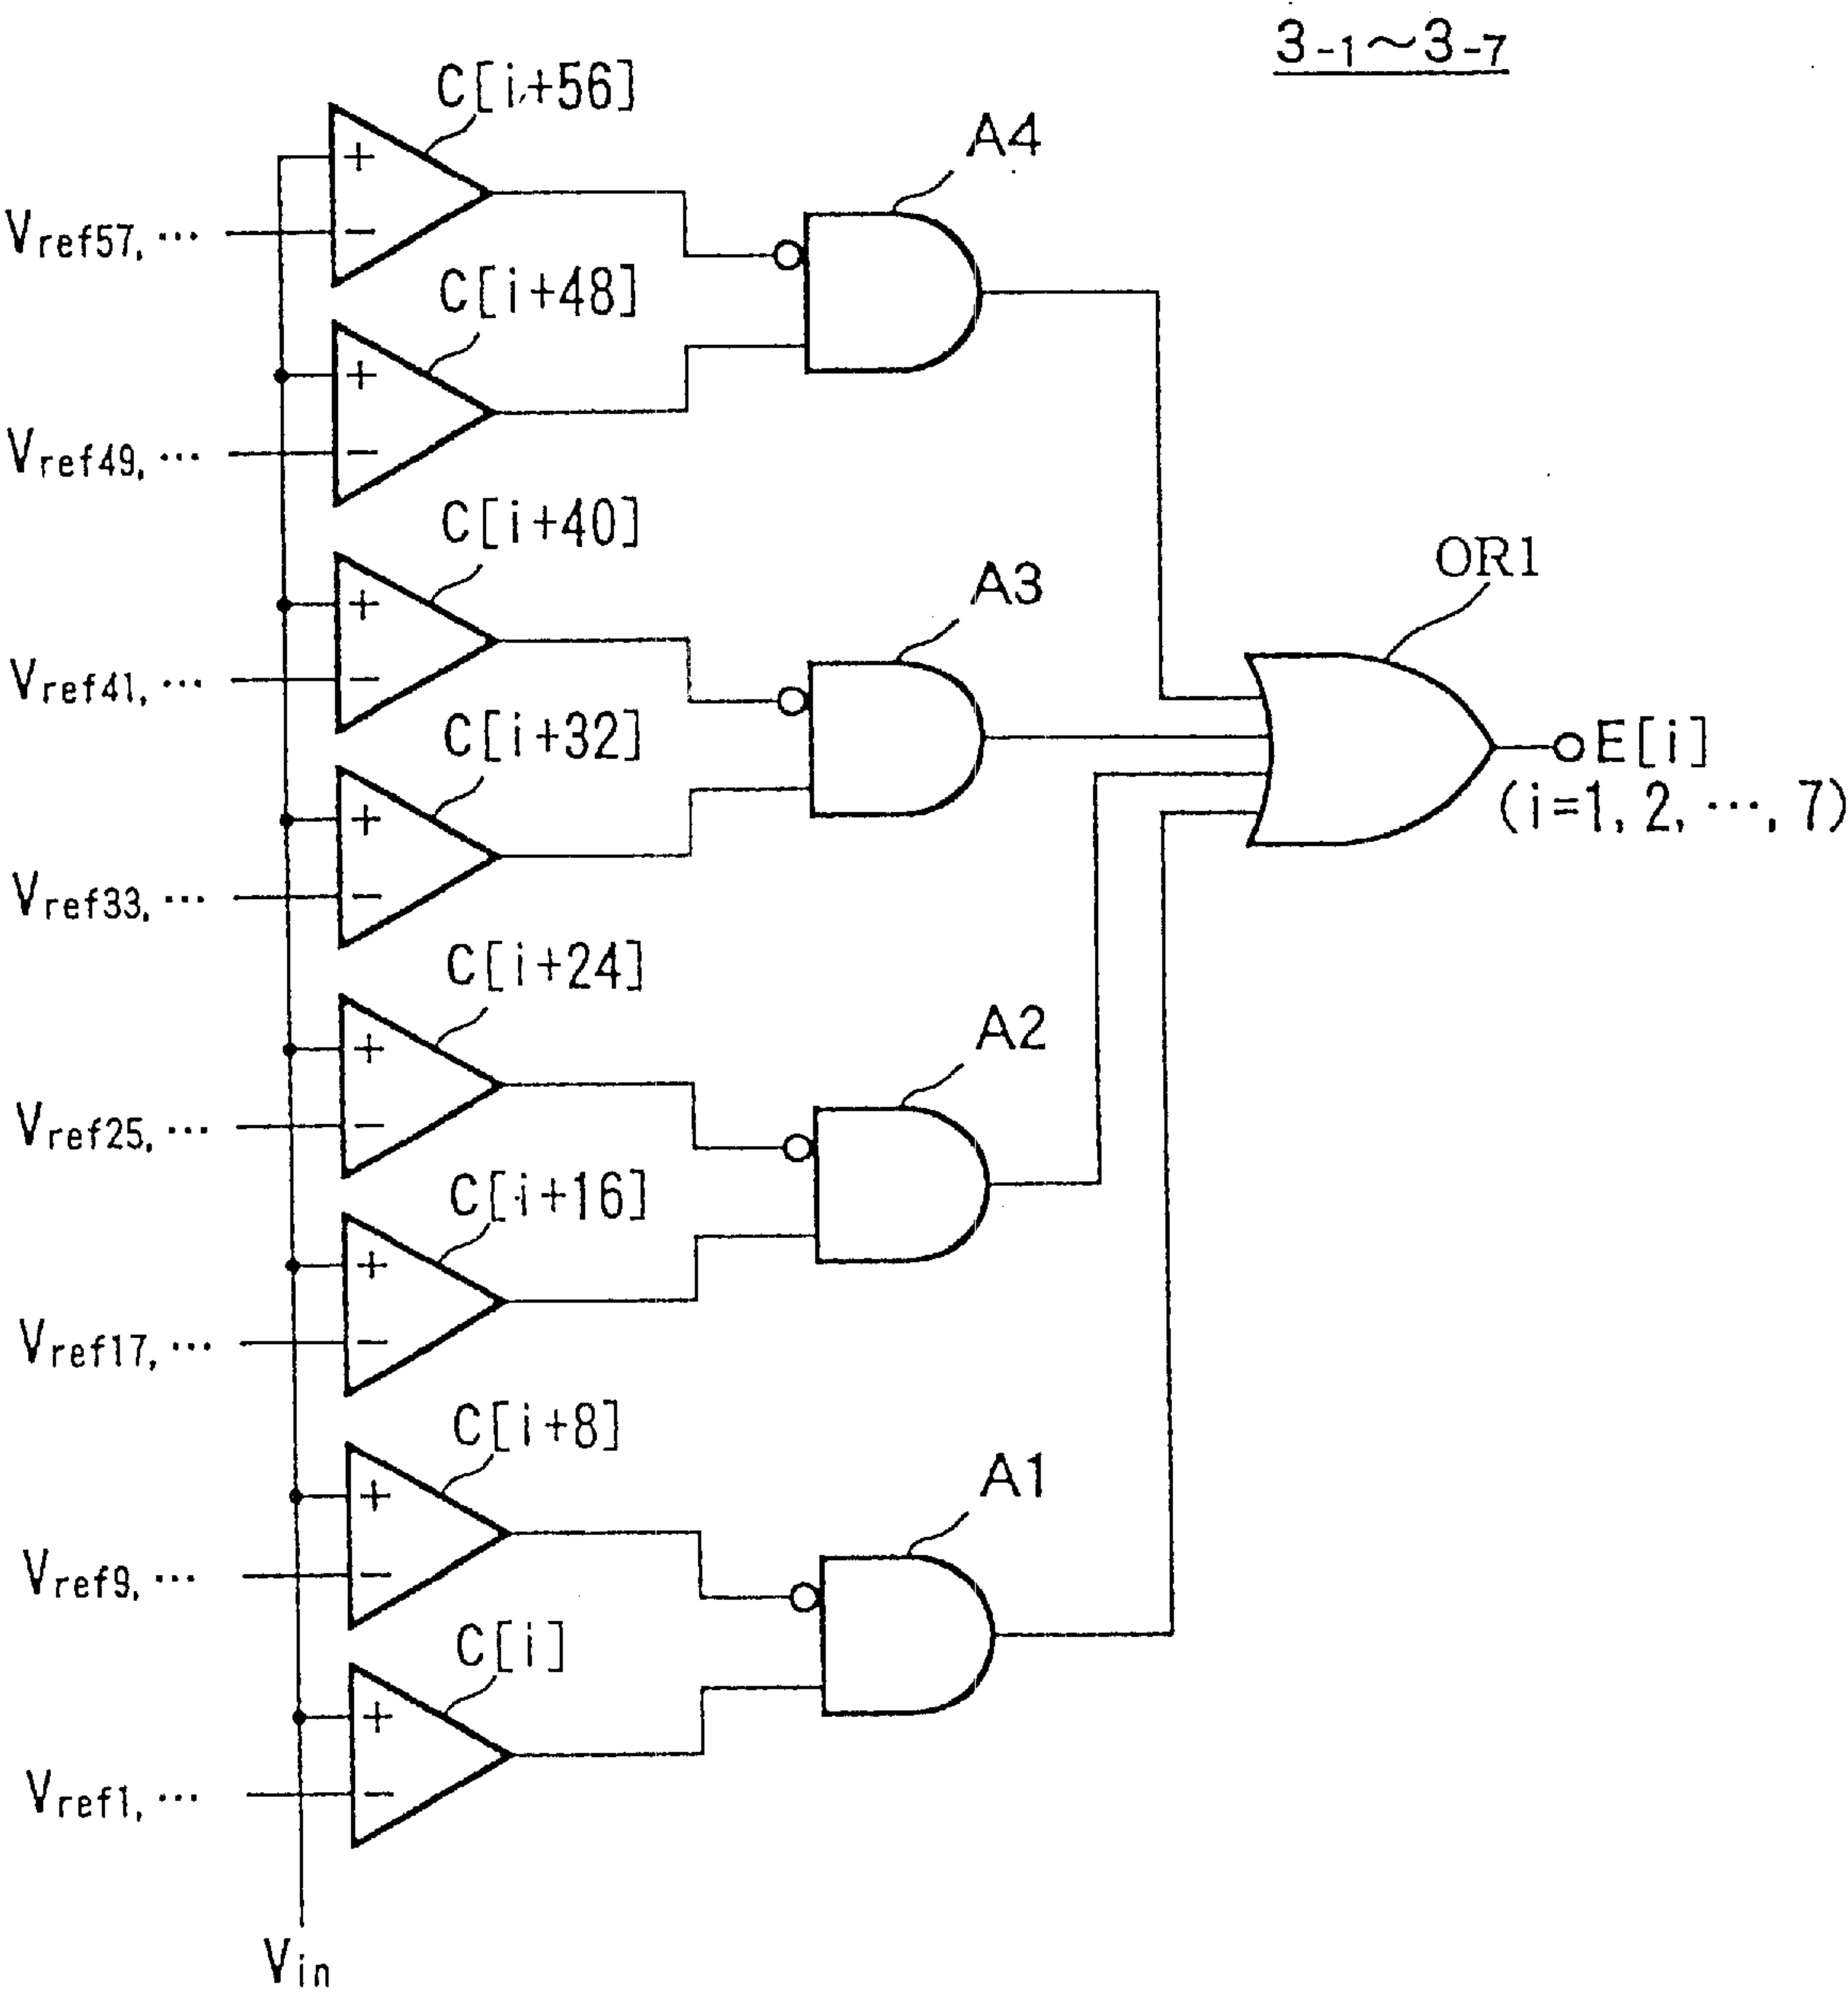 3-1~3-7
C[i+56]
A4
+
Vref57, ···
−
C[i+48]
+
Vref49, ···
−
C[i+40]
OR1
A3
+
Vref41, ···
−
C[i+32]
E[i]
(i=1, 2, ···, 7)
+
Vref33, ···
−
C[i+24]
A2
+
Vref25, ···
−
C[i+16]
+
Vref17, ···
−
C[i+8]
A1
+
Vref9, ···
−
C[i]
+
Vref1, ···
−
Vin